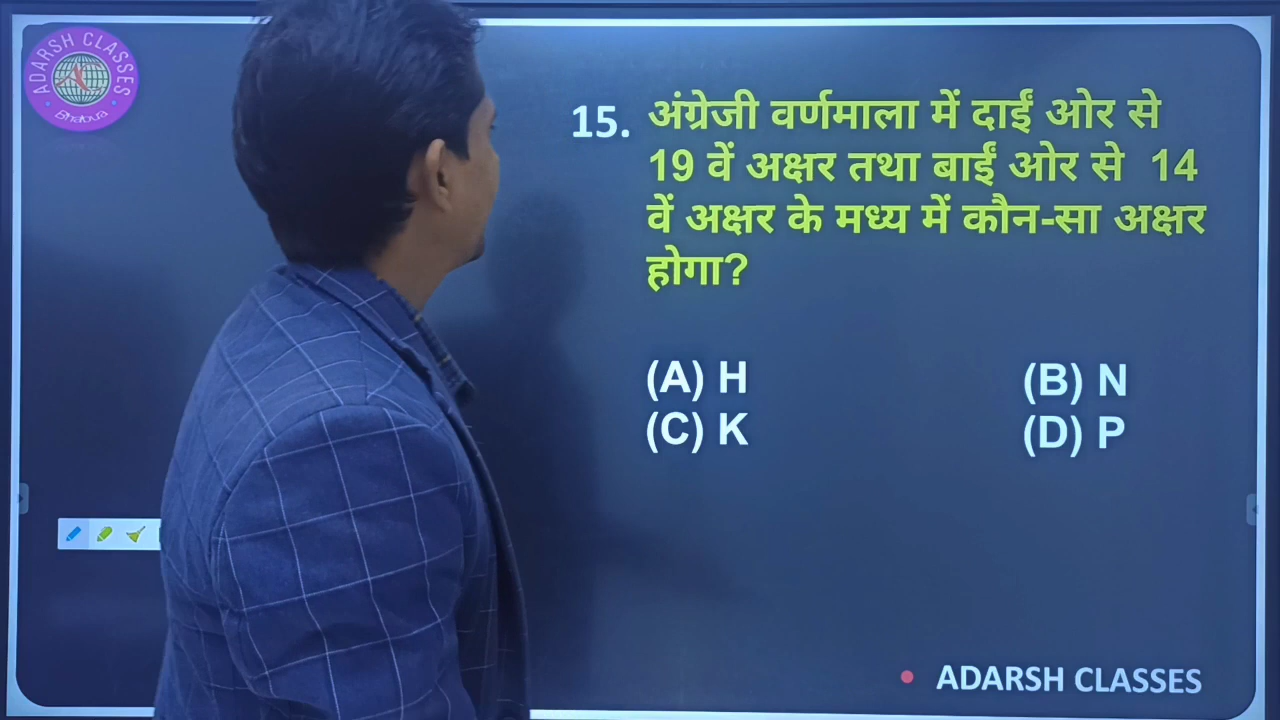 ADARSH CLASSES
Bhatova
15. अंग्रेजी वर्णमाला में दाईं ओर से
19 वें अक्षर तथा बाईं ओर से 14
वें अक्षर के मध्य में कौन-सा अक्षर
होगा?
(A) H (B) N
(C) K (D) P
ADARSH CLASSES